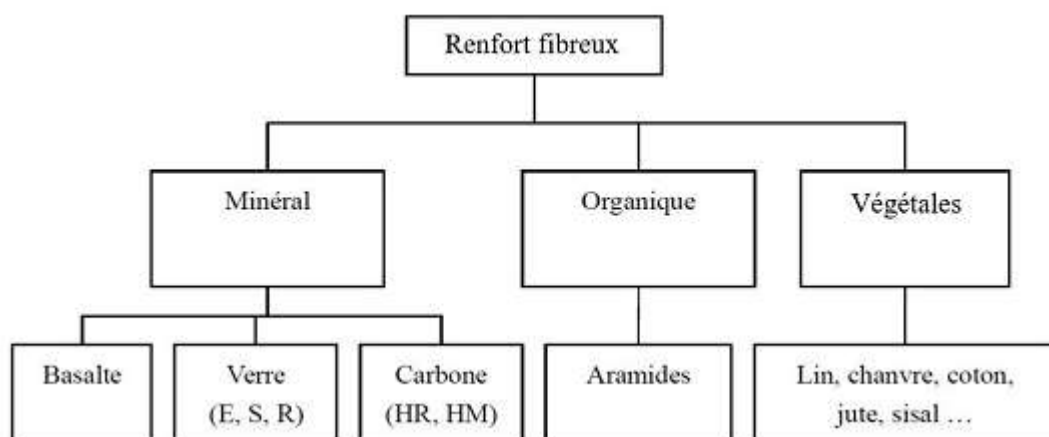 Renfort fibreux
Minéral
Organique
Végétales
Basalte
Verre
(E, S, R)
Carbone
(HR, HM)
Aramides
Lin, chanvre, coton,
jute, sisal ...